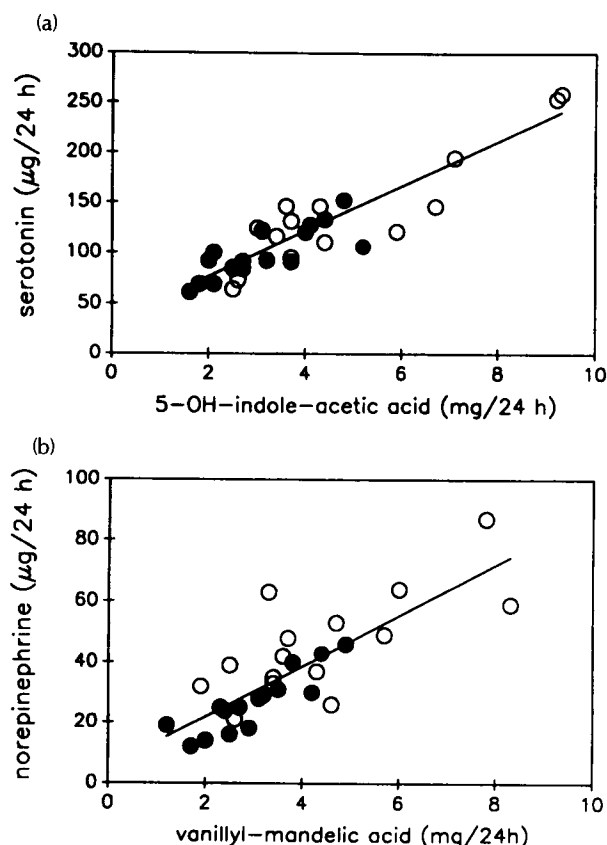 (a)
300
250
200
150
100
50
0
serotonin (μg/24 h)
2 4 6 8 10
5-OH-indole-acetic acid (mg/24 h)
(b)
100
80
60
40
20
0
norepinephrine (μg/24 h)
0 2 4 6 8 10
vanillyl-mandelic acid (mg/24h)